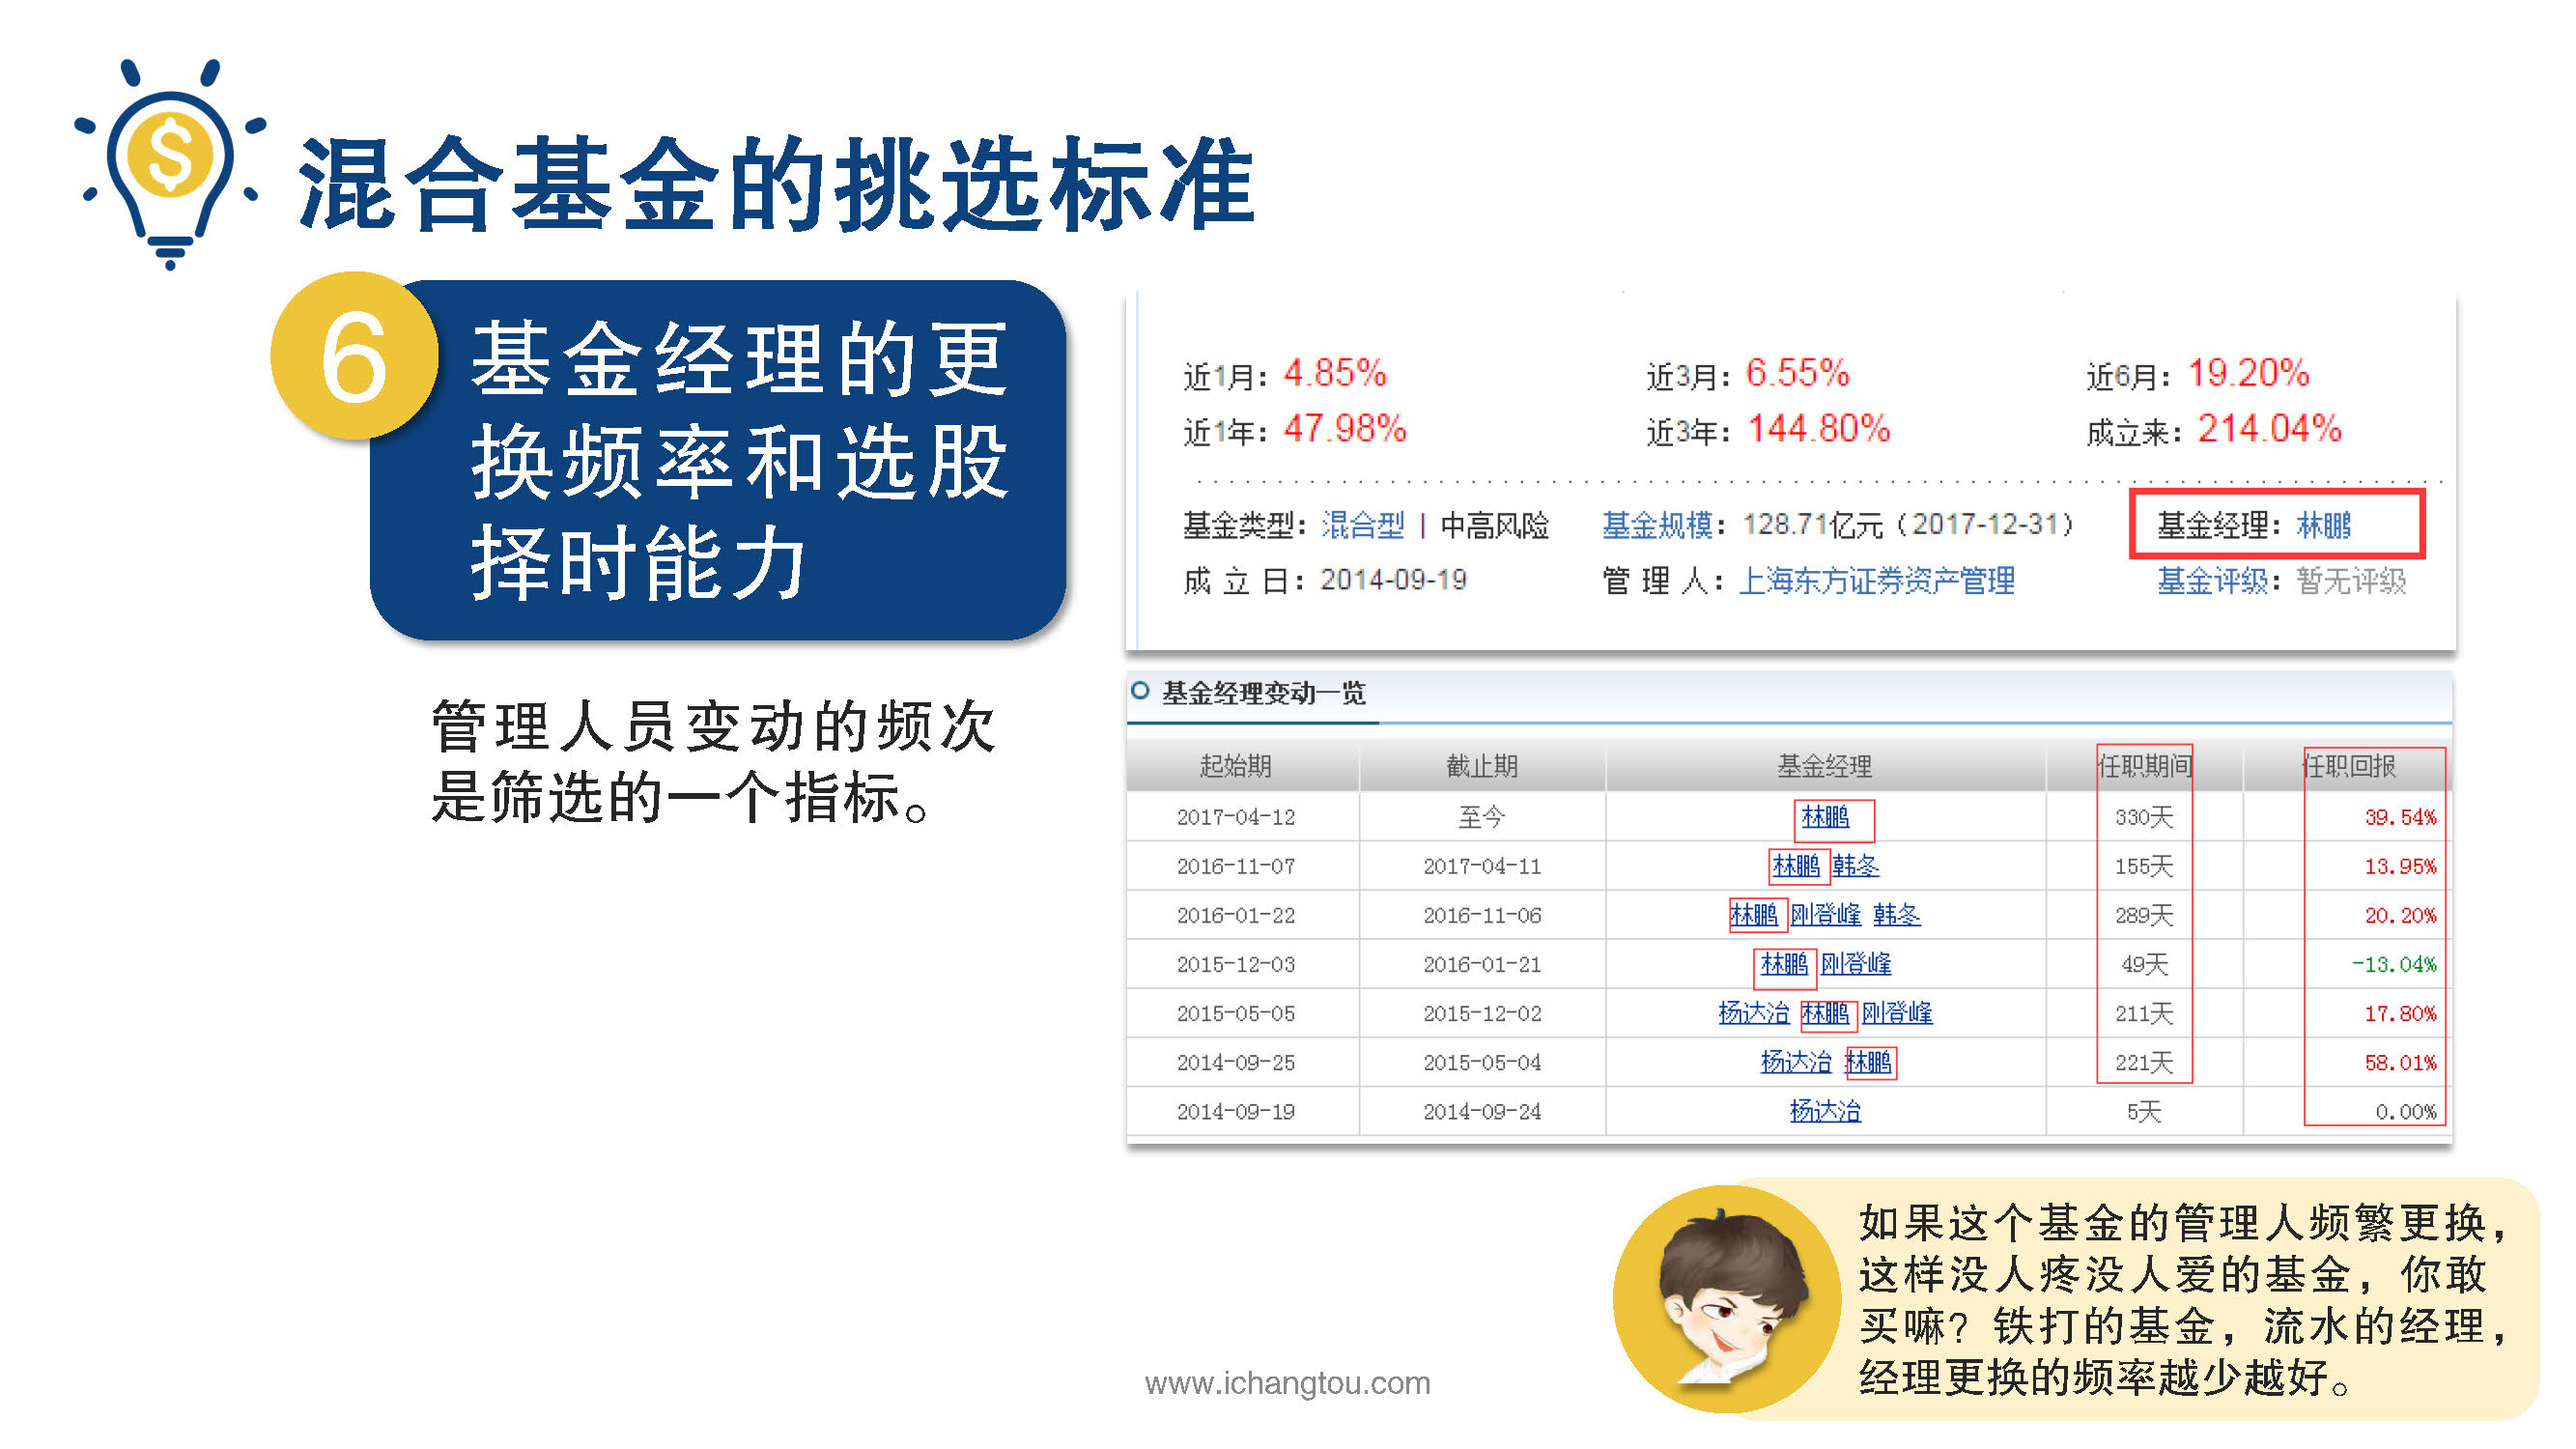 混合基金的挑选标准
6
基金经理的更
换频率和选股
择时能力
管理人员变动的频次
是筛选的一个指标。
近1月：4.85% 近3月：6.55% 近6月：19.20%
近1年：47.98% 近3年：144.80% 成立来：214.04%
基金类型：混合型 | 中高风险 基金规模：128.71亿元（2017-12-31） 基金经理：林鹏
成 立 日：2014-09-19 管 理 人：上海东方证券资产管理 基金评级：暂无评级
基金经理变动一览
起始期 截止期 基金经理 任职期间 任职回报
2017-04-12 至今 林鹏 330天 39.54%
2016-11-07 2017-04-11 林鹏 韩冬 155天 13.95%
2016-01-22 2016-11-06 林鹏 刚登峰 韩冬 289天 20.20%
2015-12-03 2016-01-21 林鹏 刚登峰 49天 -13.04%
2015-05-05 2015-12-02 杨达治 林鹏 刚登峰 211天 17.80%
2014-09-25 2015-05-04 杨达治 林鹏 221天 58.01%
2014-09-19 2014-09-24 杨达治 5天 0.00%
如果这个基金的管理人频繁更换，
这样没人疼没人爱的基金，你敢
买嘛？铁打的基金，流水的经理，
经理更换的频率越少越好。
www.ichangtou.com